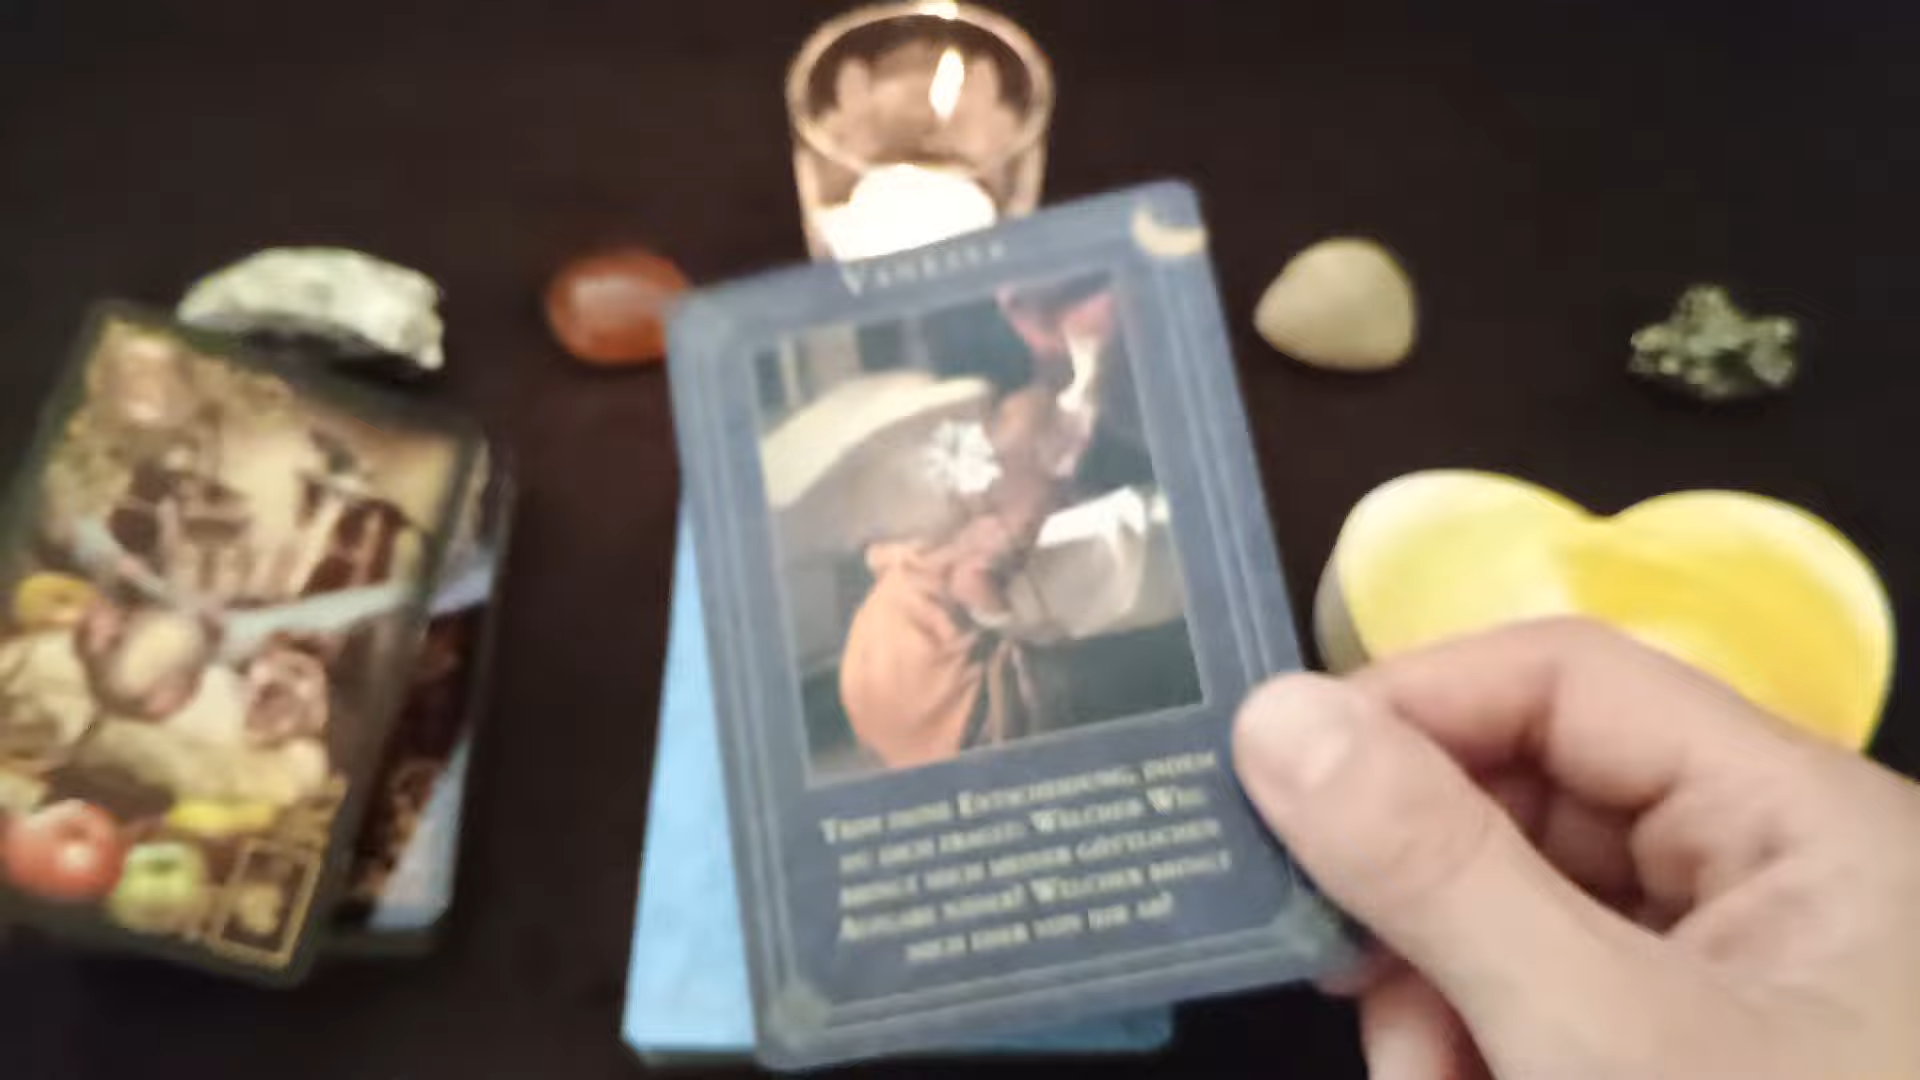 Vanessa
Triff deine Entscheidung, indem
du dich fragst: Welcher Weg
bringt mich meiner göttlichen
Aufgabe näher? Welcher bringt
mich eher von ihr ab?